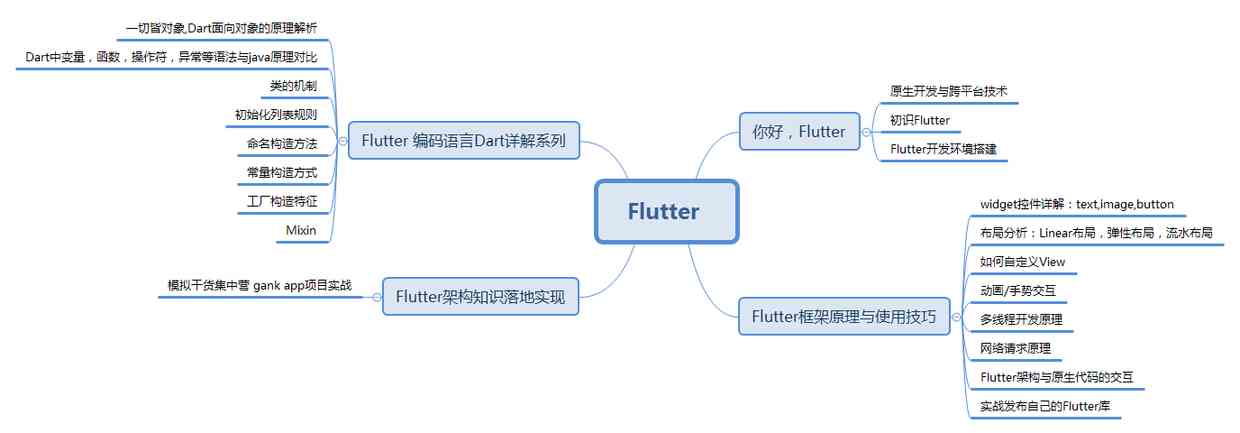 Flutter
你好，Flutter
原生开发与跨平台技术
初识Flutter
Flutter开发环境搭建
Flutter框架原理与使用技巧
widget控件详解：text,image,button
布局分析：Linear布局，弹性布局，流水布局
如何自定义View
动画/手势交互
多线程开发原理
网络请求原理
Flutter架构与原生代码的交互
实战发布自己的Flutter库
Flutter 编码语言Dart详解系列
一切皆对象,Dart面向对象的原理解析
Dart中变量，函数，操作符，异常等语法与java原理对比
类的机制
初始化列表规则
命名构造方法
常量构造方式
工厂构造特征
Mixin
Flutter架构知识落地实现
模拟干货集中营 gank app项目实战